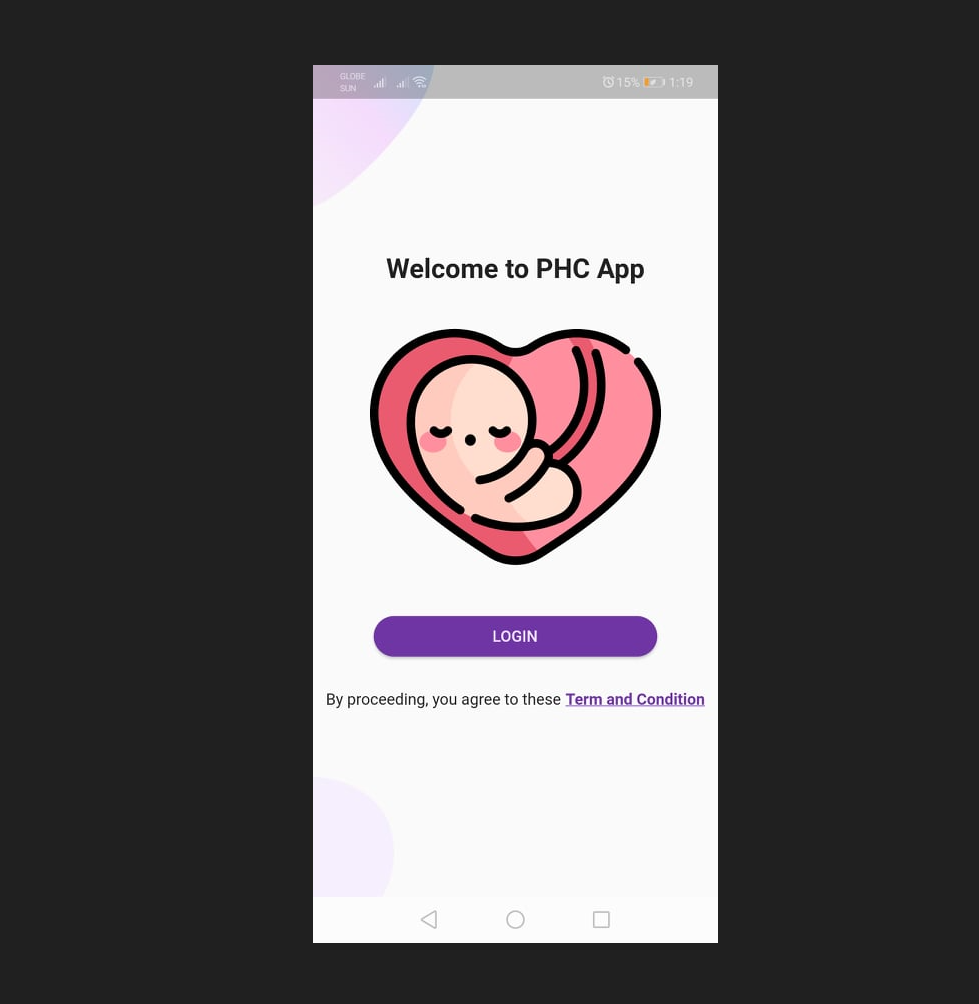 GLOBE
SUN
15% 1:19
Welcome to PHC App
LOGIN
By proceeding, you agree to these Term and Condition